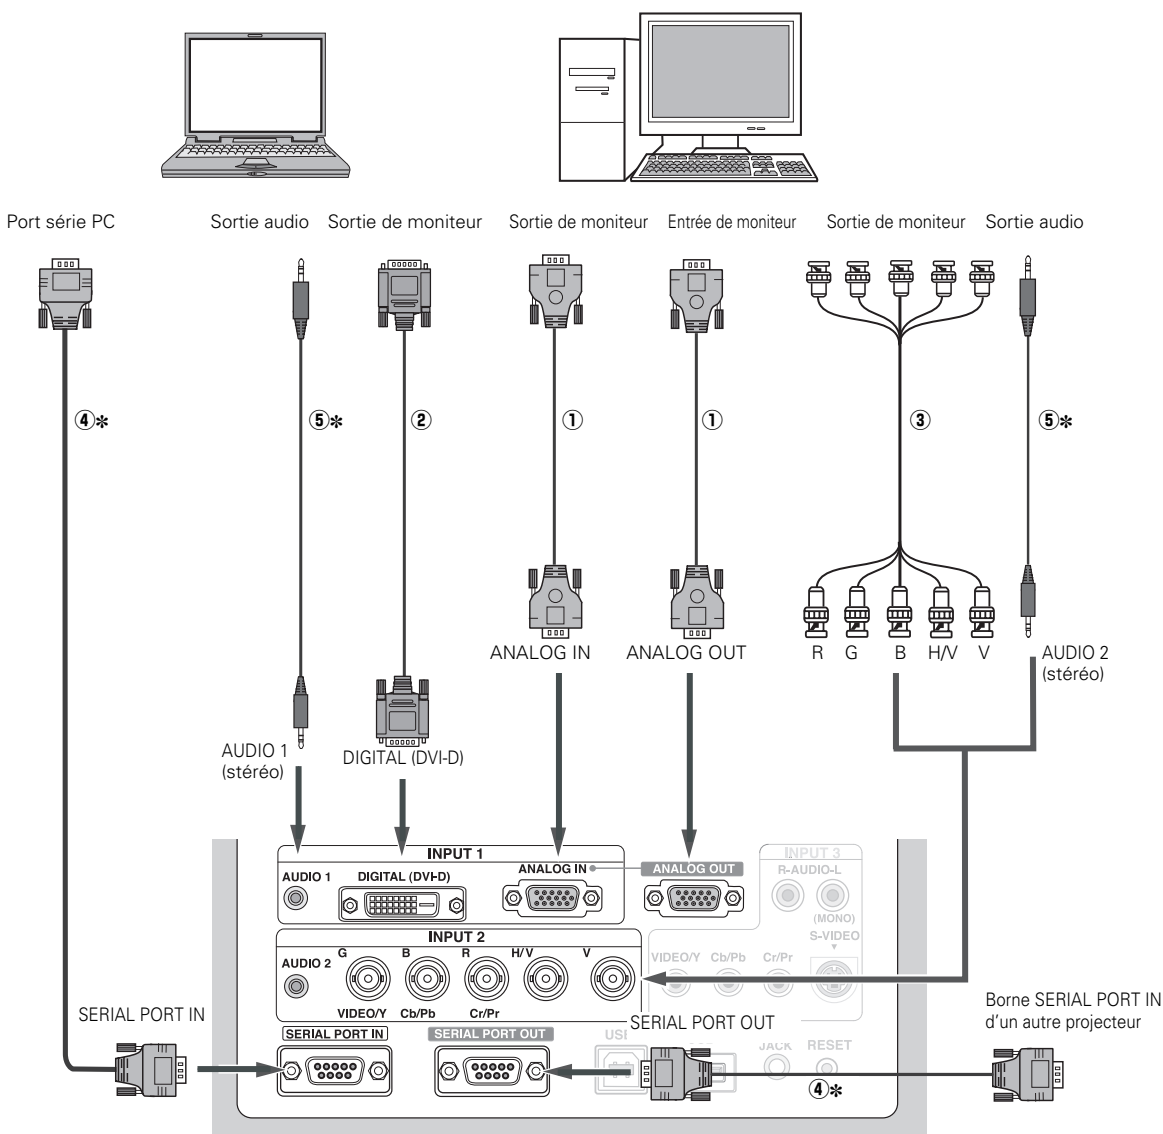 Port série PC
Sortie audio
Sortie de moniteur
Sortie de moniteur
Entrée de moniteur
Sortie de moniteur
Sortie audio
④*
⑤*
②
①
①
③
⑤*
ANALOG IN
ANALOG OUT
R G B H/V V
AUDIO 2
(stéréo)
AUDIO 1
(stéréo)
DIGITAL (DVI-D)
INPUT 1
AUDIO 1
DIGITAL (DVI-D)
ANALOG IN
ANALOG OUT
INPUT 3
R-AUDIO-L
(MONO)
S-VIDEO
INPUT 2
AUDIO 2
G B R H/V V
VIDEO/Y Cb/Pb Cr/Pr
VIDEO/Y Cb/Pb Cr/Pr
SERIAL PORT IN
SERIAL PORT IN
SERIAL PORT OUT
USB
SERIAL PORT OUT
JACK
RESET
④*
Borne SERIAL PORT IN
d'un autre projecteur